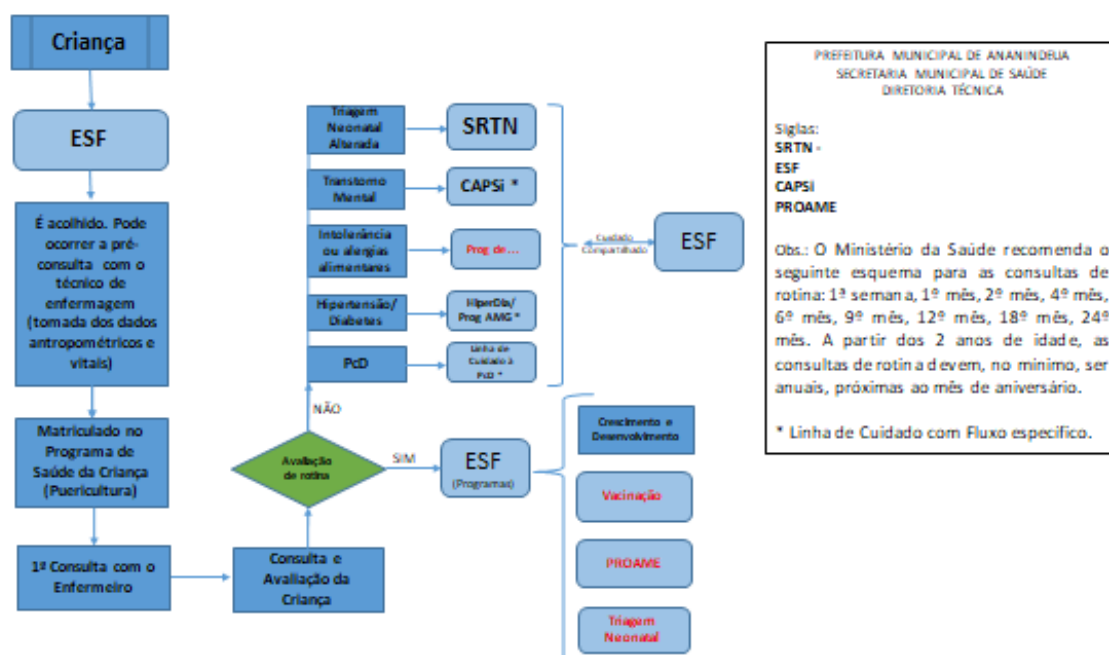 Criança
ESF
É acolhido. Pode
ocorrer a pré-
consulta com o
técnico de
enfermagem
(tomada dos dados
antropométricos e
vitais)
Matriculado no
Programa de
Saúde da Criança
(Puericultura)
1ª Consulta com o
Enfermeiro
Consulta e
Avaliação da
Criança
Avaliação
de rotina
NÃO
SIM
Triagem
Neonatal
Alterada
SRTN
Transtorno
Mental
CAPSi *
Intolerância
ou alergias
alimentares
Prog de...
Hipertensão/
Diabetes
HiperDia/
Prog AMG *
PcD
Linha de
Cuidado à
PcD *
Cuidado
Compartilhado
ESF
ESF
(Programas)
Crescimento e
Desenvolvimento
Vacinação
PROAME
Triagem
Neonatal
PREFEITURA MUNICIPAL DE ANANINDEUA
SECRETARIA MUNICIPAL DE SAÚDE
DIRETORIA TÉCNICA
Siglas:
SRTN -
ESF
CAPSi
PROAME
Obs.: O Ministério da Saúde recomenda o
seguinte esquema para as consultas de
rotina: 1ª semana, 1º mês, 2º mês, 4º mês,
6º mês, 9º mês, 12º mês, 18º mês, 24º
mês. A partir dos 2 anos de idade, as
consultas de rotina devem, no mínimo, ser
anuais, próximas ao mês de aniversário.
* Linha de Cuidado com Fluxo específico.